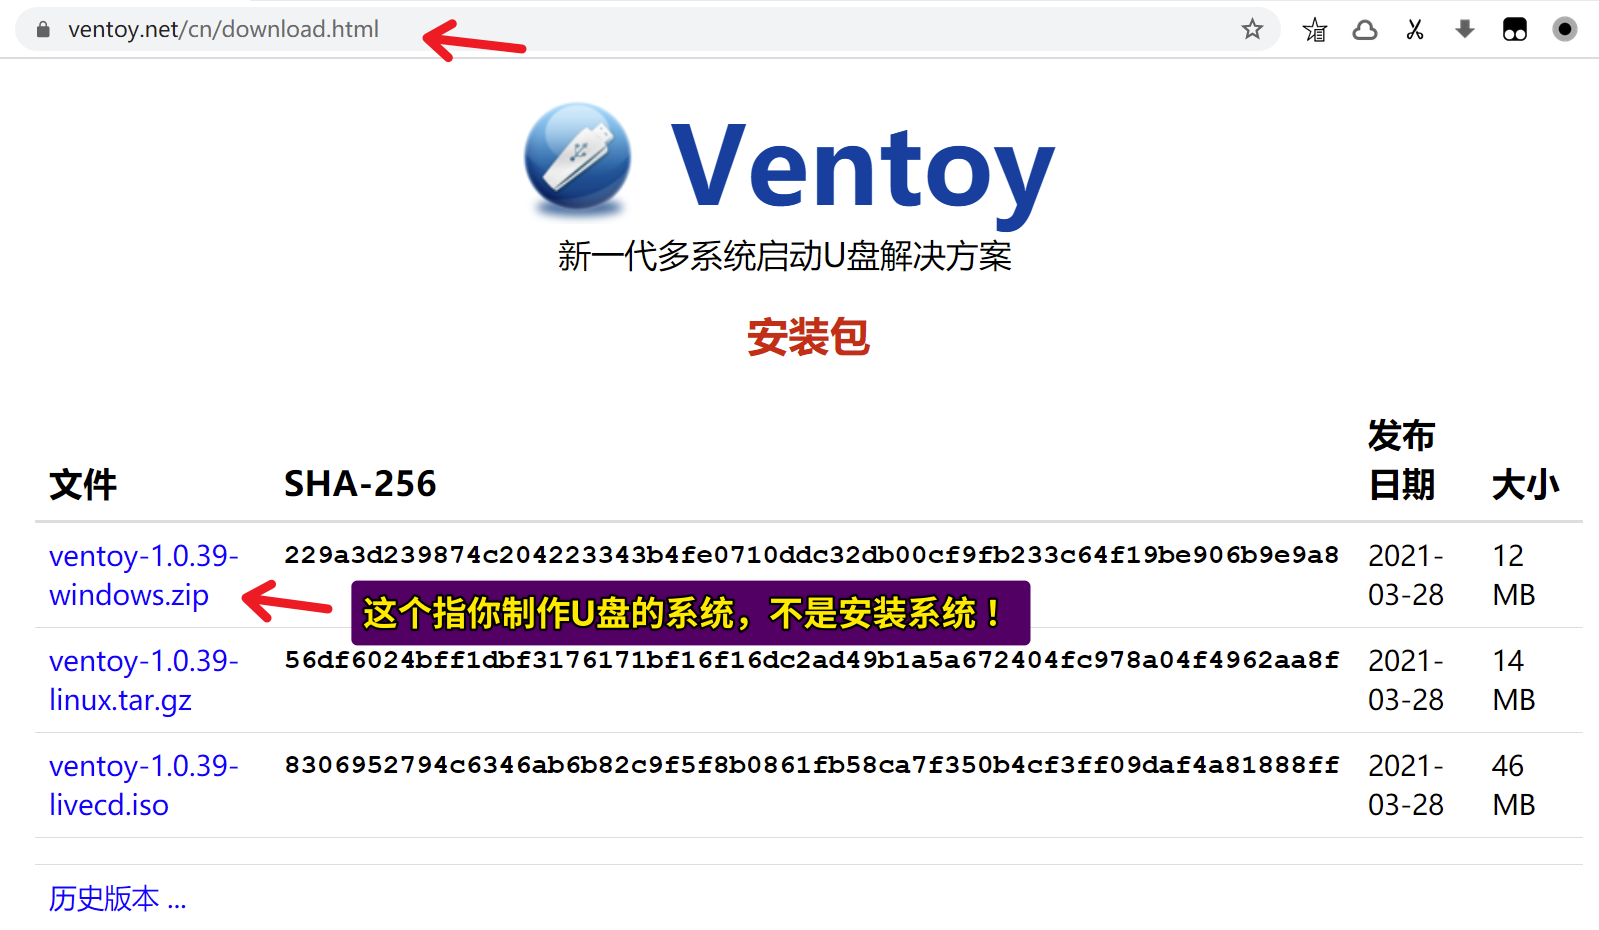 ventoy.net/cn/download.html
Ventoy
新一代多系统启动U盘解决方案
安装包
发布
文件 SHA-256 日期 大小
ventoy-1.0.39- 229a3d239874c204223343b4fe0710ddc32db00cf9fb233c64f19be906b9e9a8 2021- 12
windows.zip 03-28 MB
这个指你制作U盘的系统，不是安装系统！
ventoy-1.0.39- 56df6024bff1dbf3176171bf16f16dc2ad49b1a5a672404fc978a04f4962aa8f 2021- 14
linux.tar.gz 03-28 MB
ventoy-1.0.39- 8306952794c6346ab6b82c9f5f8b0861fb58ca7f350b4cf3ff09daf4a81888ff 2021- 46
livecd.iso 03-28 MB
历史版本 ...